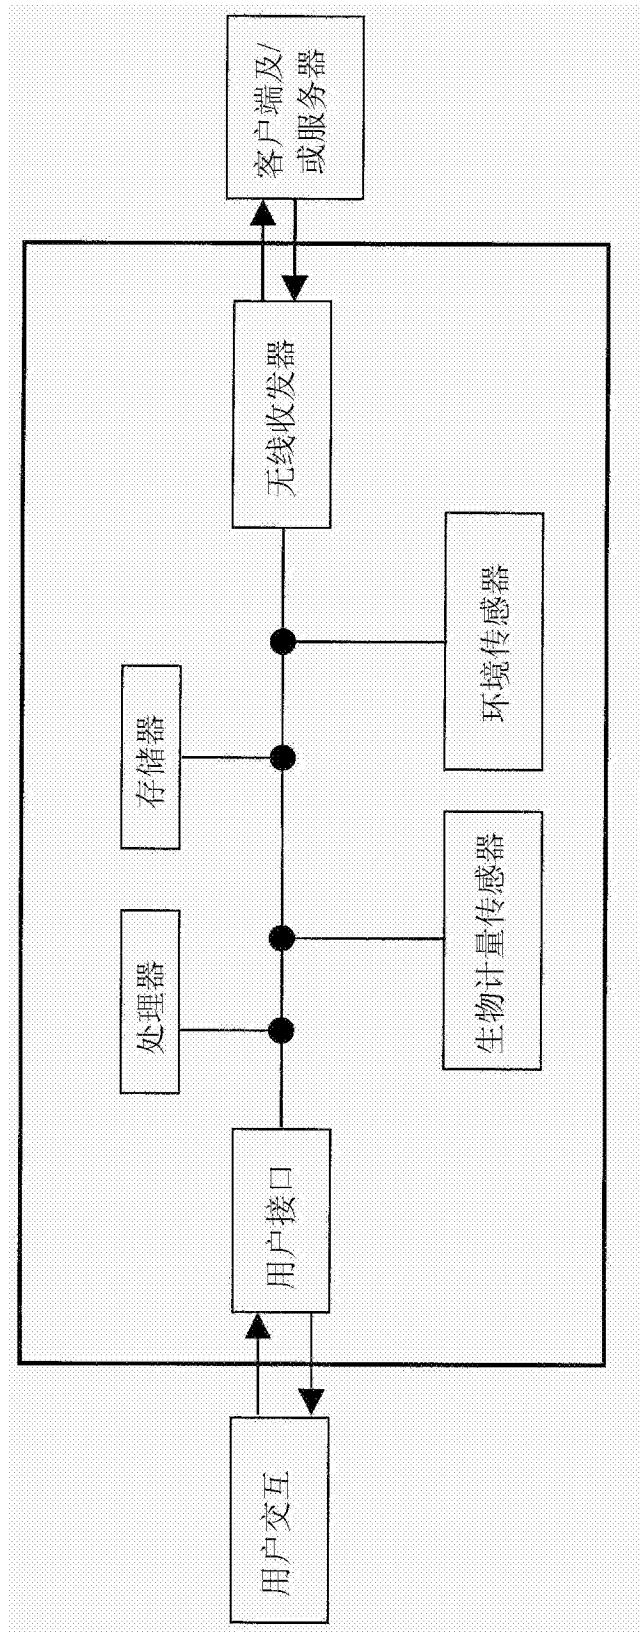 用户交互
用户接口
处理器
存储器
生物计量传感器
环境传感器
无线收发器
客户端及/
或服务器